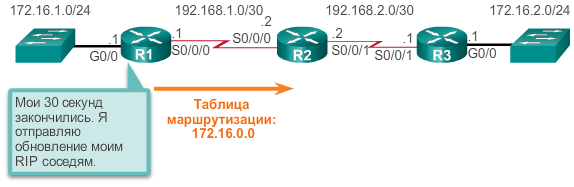 172.16.1.0/24
192.168.1.0/30
192.168.2.0/30
172.16.2.0/24
.1
G0/0
R1
.1
S0/0/0
.2
S0/0/0
R2
.2
S0/0/1
.1
S0/0/1
R3
.1
G0/0
Мои 30 секунд
закончились. Я
отправляю
обновление моим
RIP соседям.
Таблица
маршрутизации:
172.16.0.0